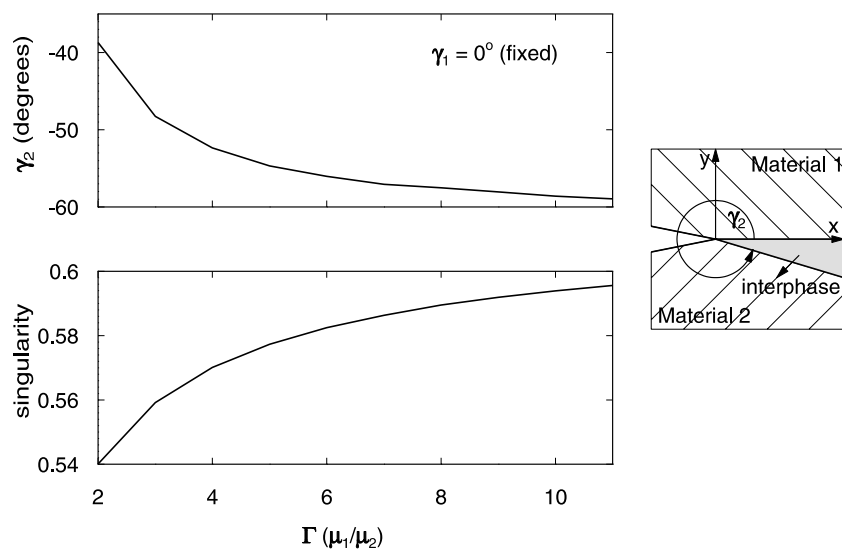 -40
-50
-60
γ₂ (degrees)
γ₁ = 0° (fixed)
0.6
0.58
0.56
0.54
singularity
2
4
6
8
10
Γ (μ₁/μ₂)
y
Material 1
γ₂
x
interphase
Material 2